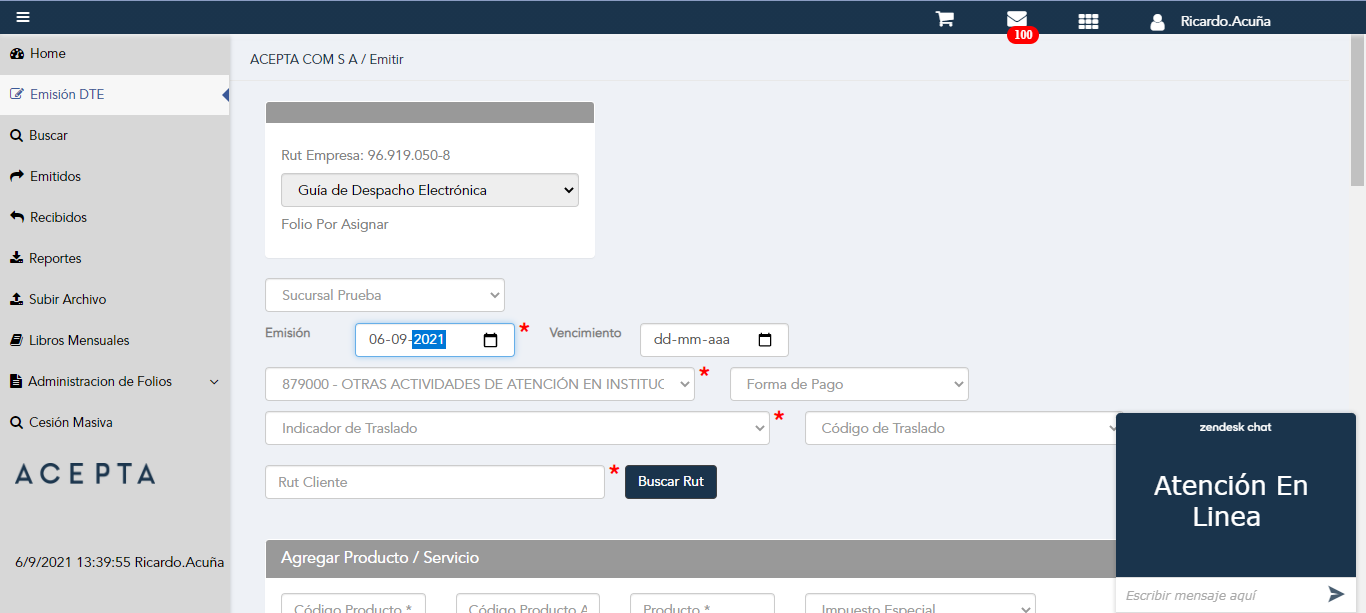 100
Ricardo.Acuña
Home
Emisión DTE
Buscar
Emitidos
Recibidos
Reportes
Subir Archivo
Libros Mensuales
Administracion de Folios
Cesión Masiva
ACEPTA
6/9/2021 13:39:55 Ricardo.Acuña
ACEPTA COM S A / Emitir
Rut Empresa: 96.919.050-8
Guía de Despacho Electrónica
Folio Por Asignar
Sucursal Prueba
Emisión 06-09-2021 * Vencimiento dd-mm-aaa
879000 - OTRAS ACTIVIDADES DE ATENCIÓN EN INSTITUC * Forma de Pago
Indicador de Traslado * Código de Traslado
Rut Cliente * Buscar Rut
Agregar Producto / Servicio
Código Producto * Código Producto A Producto * Impuesto Especial
zendesk chat
Atención En
Linea
Escribir mensaje aquí